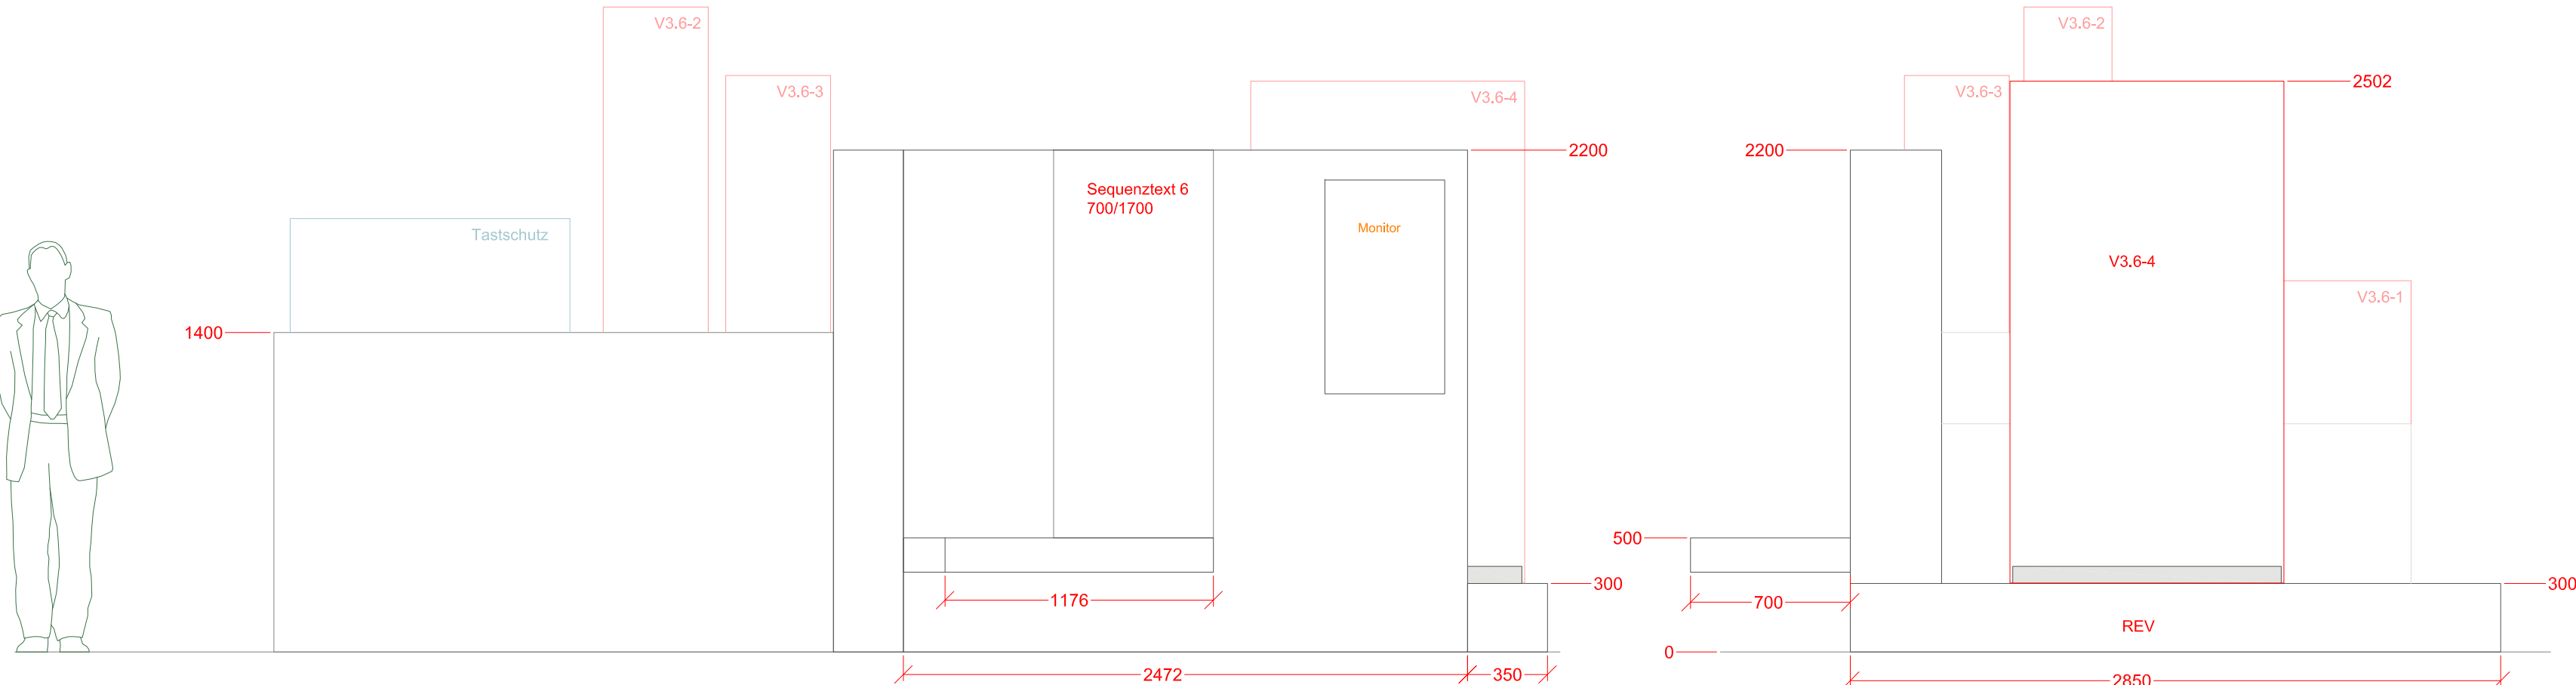 V3.6-2
V3.6-3
V3.6-4
2200
Sequenztext 6
700/1700
Monitor
Tastschutz
1400
1176
300
2472
350
V3.6-2
V3.6-3
2502
2200
V3.6-4
V3.6-1
500
300
700
REV
0
2850